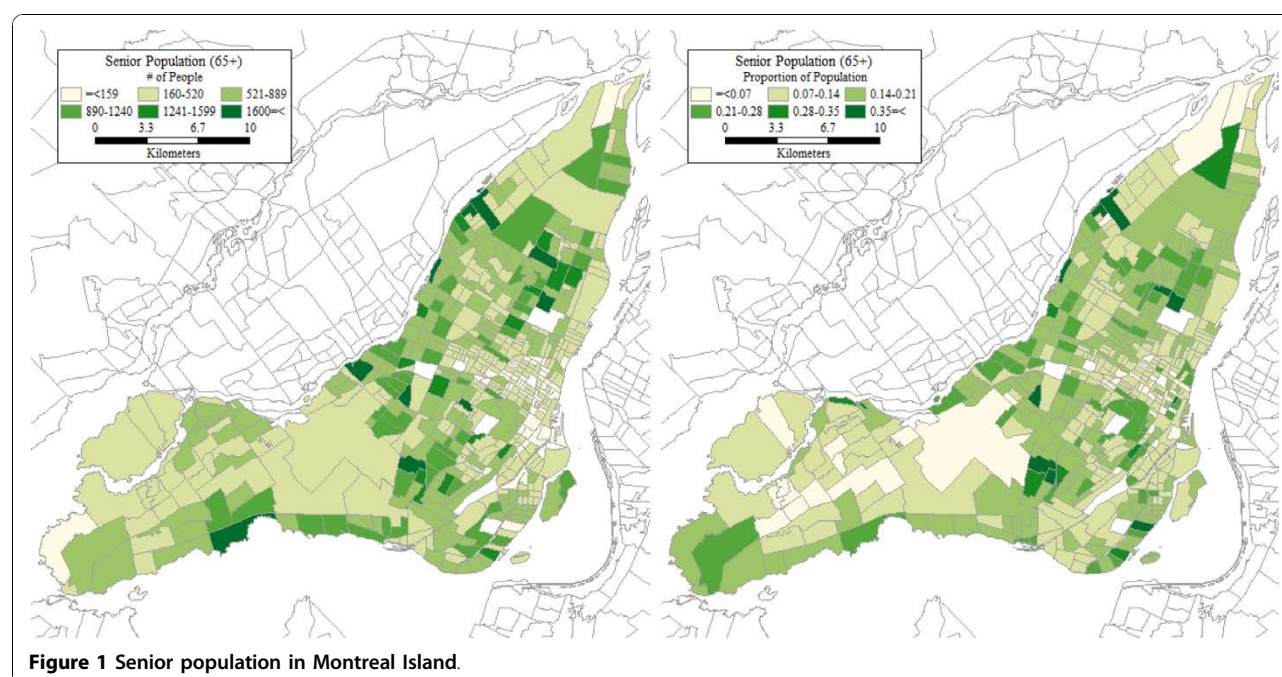 Senior Population (65+)
# of People
=<159 160-520 521-889
890-1240 1241-1599 1600=<
0 3.3 6.7 10
Kilometers
Senior Population (65+)
Proportion of Population
=<0.07 0.07-0.14 0.14-0.21
0.21-0.28 0.28-0.35 0.35=<
0 3.3 6.7 10
Kilometers
Figure 1 Senior population in Montreal Island.